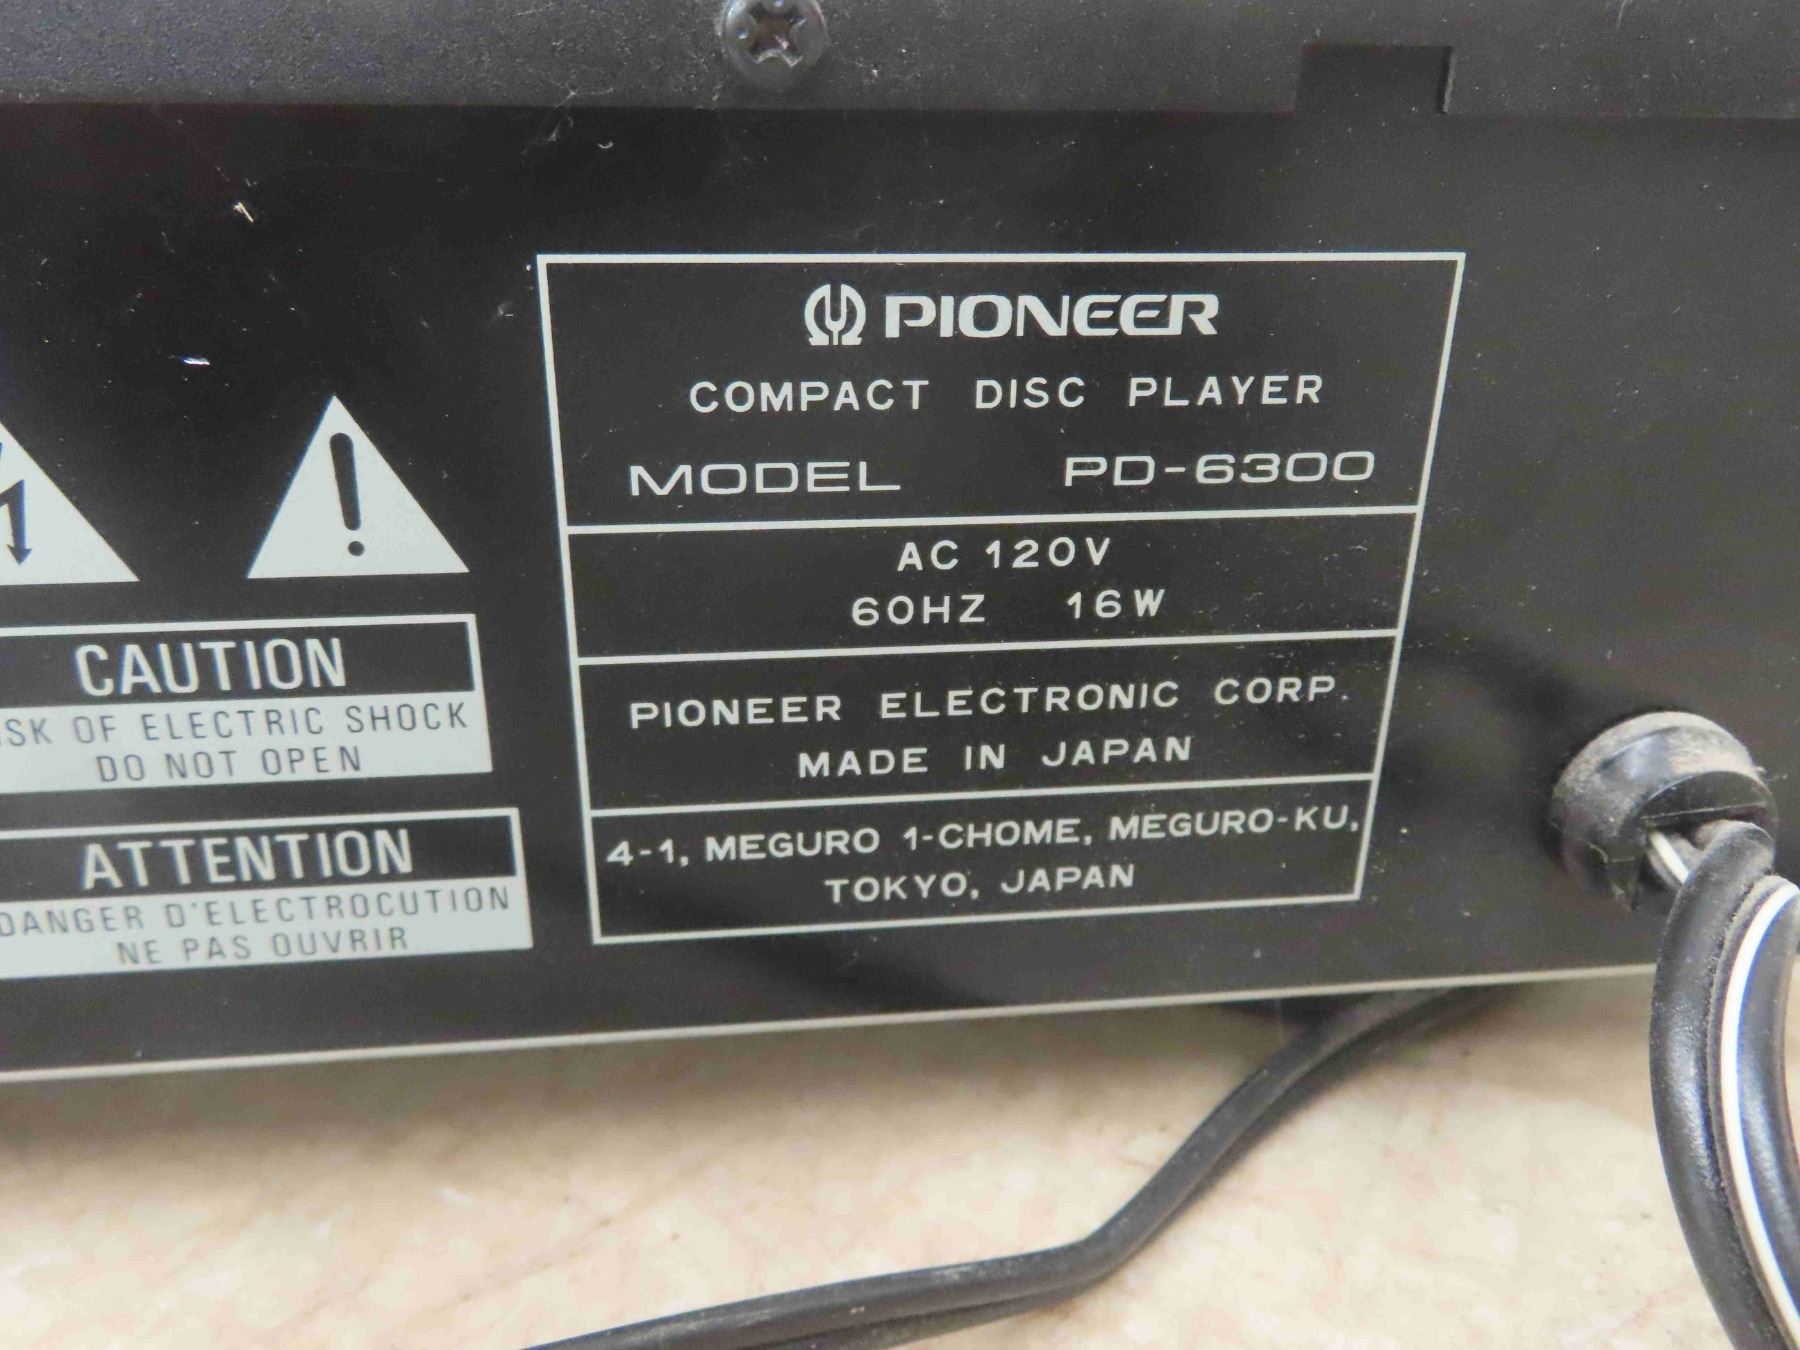 PIONEER
COMPACT DISC PLAYER
MODEL PD-6300
AC 120V
60HZ 16W
PIONEER ELECTRONIC CORP.
MADE IN JAPAN
4-1, MEGURO 1-CHOME, MEGURO-KU,
TOKYO, JAPAN
CAUTION
OF ELECTRIC SHOCK
DO NOT OPEN
ATTENTION
DANGER D'ELECTROCUTION
NE PAS OUVRIR